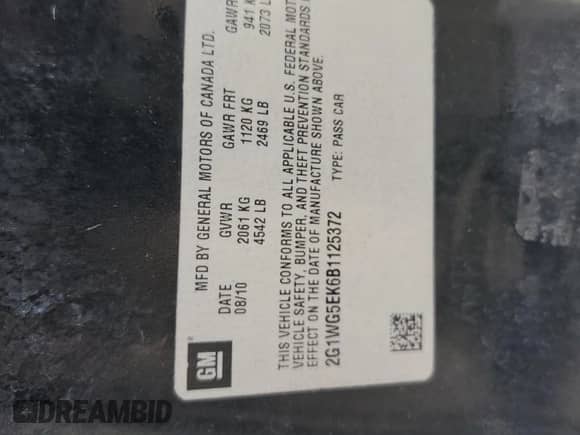 MFD BY GENERAL MOTORS OF CANADA LTD.
DATE GVWR GAWR FRT GAWR
08/10 2061 KG 1120 KG 941 K
4542 LB 2469 LB 2073 L
THIS VEHICLE CONFORMS TO ALL APPLICABLE U.S. FEDERAL MOT
VEHICLE SAFETY, BUMPER, AND THEFT PREVENTION STANDARDS
EFFECT ON THE DATE OF MANUFACTURE SHOWN ABOVE.
2G1WG5EK6B1125372 TYPE: PASS CAR
GM
DREAMBID